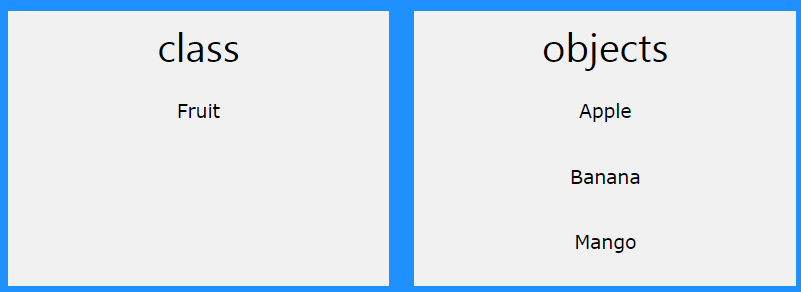 class
Fruit
objects
Apple
Banana
Mango